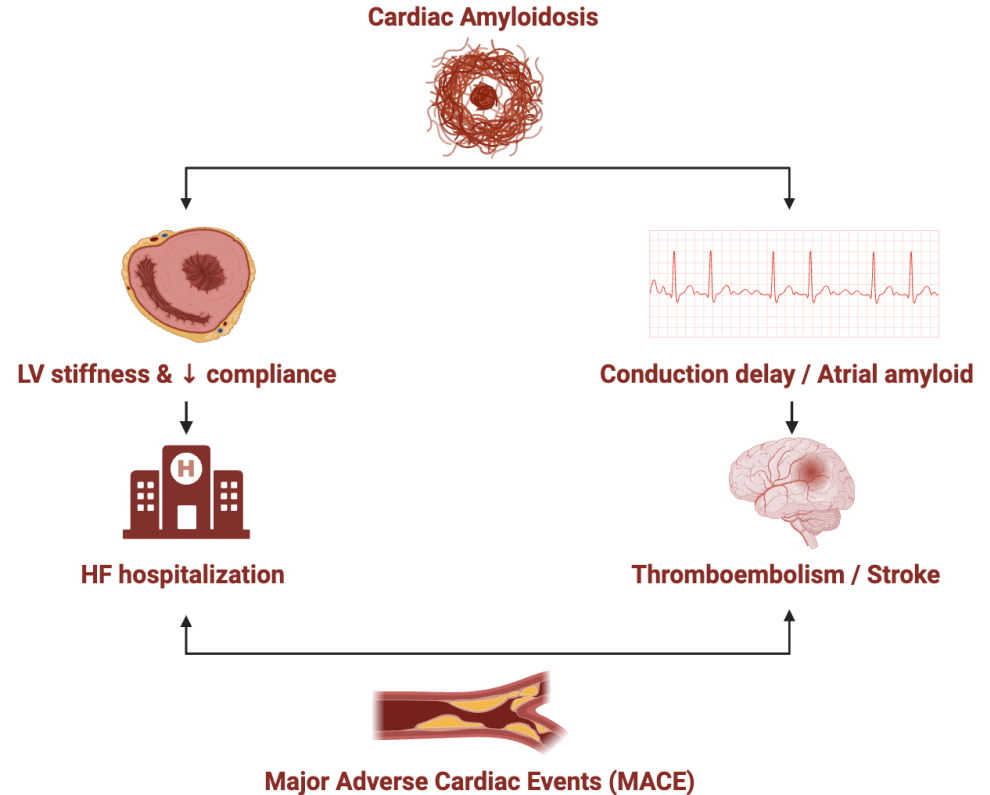 Cardiac Amyloidosis
LV stiffness & ↓ compliance
Conduction delay / Atrial amyloid
H
HF hospitalization
Thromboembolism / Stroke
Major Adverse Cardiac Events (MACE)